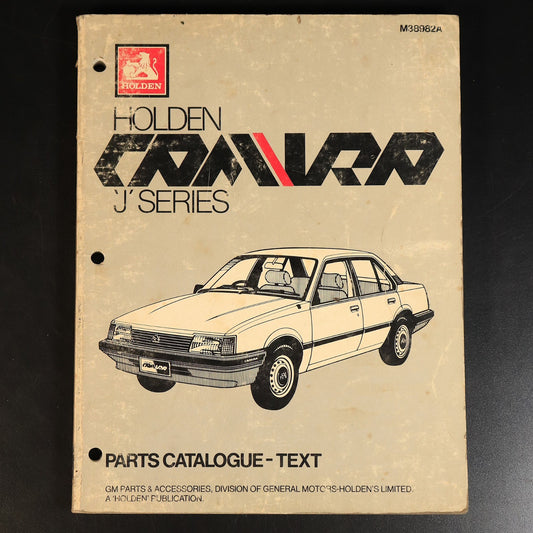 M38982A
HOLDEN
HOLDEN
CAMIRA
'J' SERIES
CAMIRA
PARTS CATALOGUE - TEXT
GM PARTS & ACCESSORIES, DIVISION OF GENERAL MOTORS-HOLDEN'S LIMITED.
A 'HOLDEN' PUBLICATION.